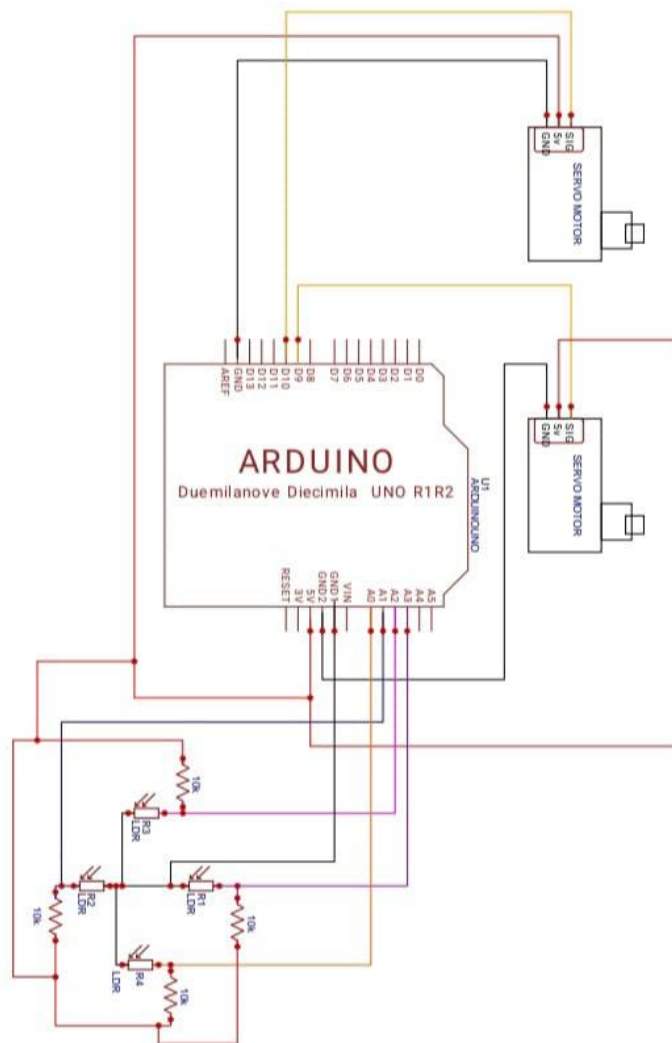 SIG
5v
GND
SERVO MOTOR
SIG
5v
GND
SERVO MOTOR
AREF
GND
D13
D12
D11
D10
D9
D8
D7
D6
D5
D4
D3
D2
D1
D0
ARDUINO
Duemilanove Diecimila UNO R1R2
U1
ARDUINOUNO
RESET
3V
5V
GND2
GND1
VIN
A0
A1
A2
A3
A4
A5
10k
R3
LDR
R2
LDR
R1
LDR
10k
10k
R4
LDR
10k